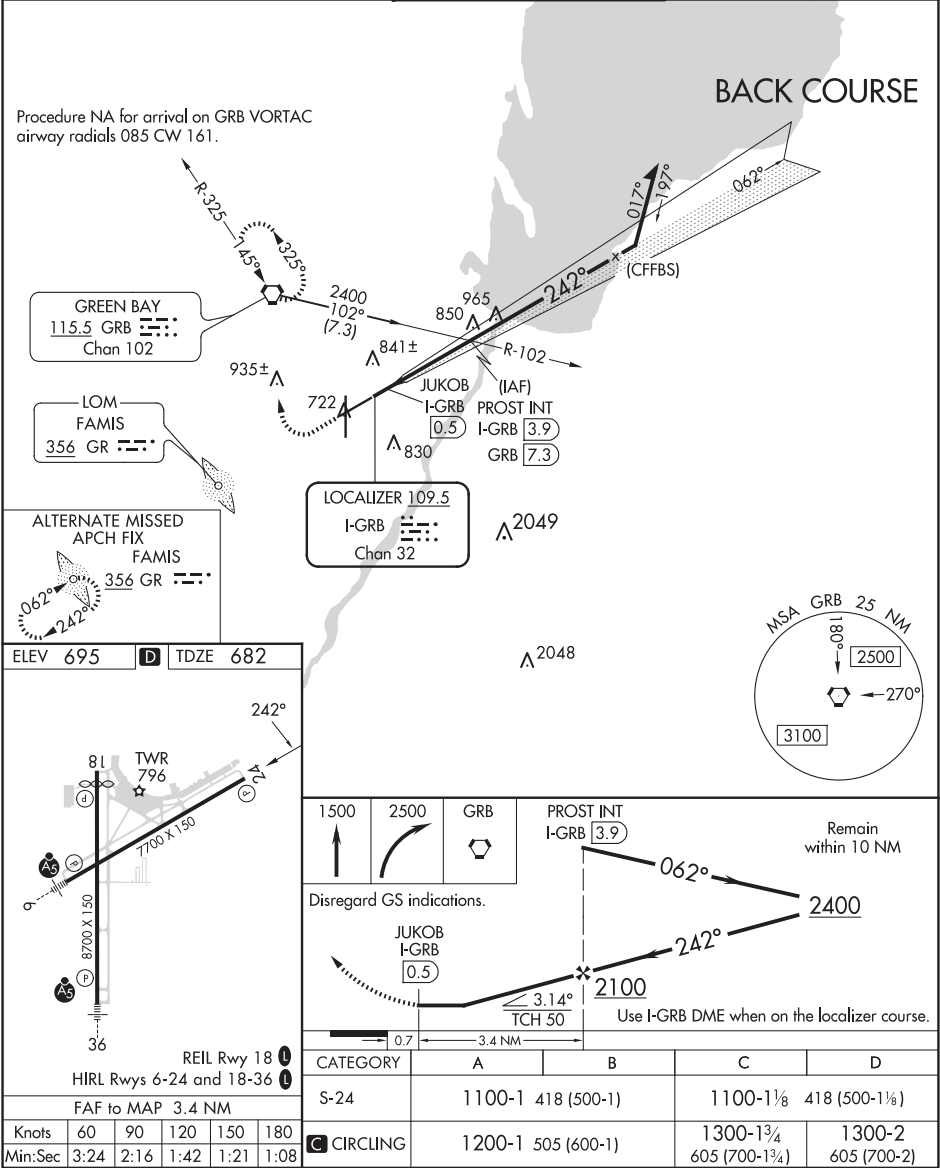 BACK COURSE
Procedure NA for arrival on GRB VORTAC
airway radials 085 CW 161.
R-325
145°
325°
GREEN BAY
115.5 GRB
Chan 102
2400
102°
(7.3)
R-102
850
965
841±
935±
722
830
2049
2048
242°
017°
197°
062°
(CFFBS)
JUKOB
I-GRB
0.5
(IAF)
PROST INT
I-GRB 3.9
GRB 7.3
LOM
FAMIS
356 GR
LOCALIZER 109.5
I-GRB
Chan 32
ALTERNATE MISSED
APCH FIX
FAMIS
356 GR
062°
242°
MSA GRB 25 NM
180°
2500
270°
3100
ELEV 695 D TDZE 682
242°
18
TWR
796
24
P
P
7700 X 150
A5
P
6
8700 X 150
P
A5
36
REIL Rwy 18 L
HIRL Rwys 6-24 and 18-36 L
FAF to MAP 3.4 NM
Knots 60 90 120 150 180
Min:Sec 3:24 2:16 1:42 1:21 1:08
1500 2500 GRB
Disregard GS indications.
PROST INT
I-GRB 3.9
Remain
within 10 NM
062°
2400
242°
JUKOB
I-GRB
0.5
2100
3.14°
TCH 50
Use I-GRB DME when on the localizer course.
0.7 3.4 NM
CATEGORY A B C D
S-24 1100-1 418 (500-1) 1100-1⅛ 418 (500-1⅛)
C CIRCLING 1200-1 505 (600-1) 1300-1¾ 605 (700-1¾) 1300-2 605 (700-2)